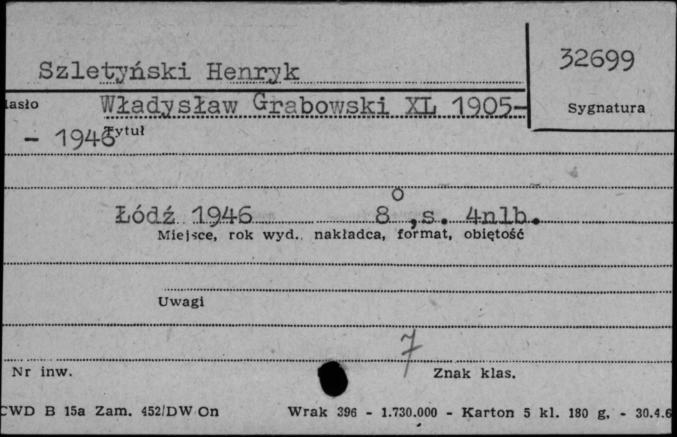 32699
Szletyński Henryk
Władysław Grabowski XL 1905-
Sygnatura
- 1946
Tytuł
Łódź 1946 8°,s. 4nlb.
Miejsce, rok wyd., nakładca, format, objętość
Uwagi
7
Nr inw. Znak klas.
CWD B 15a Zam. 452/DW On Wrak 396 - 1.730.000 - Karton 5 kl. 180 g. - 30.4.6